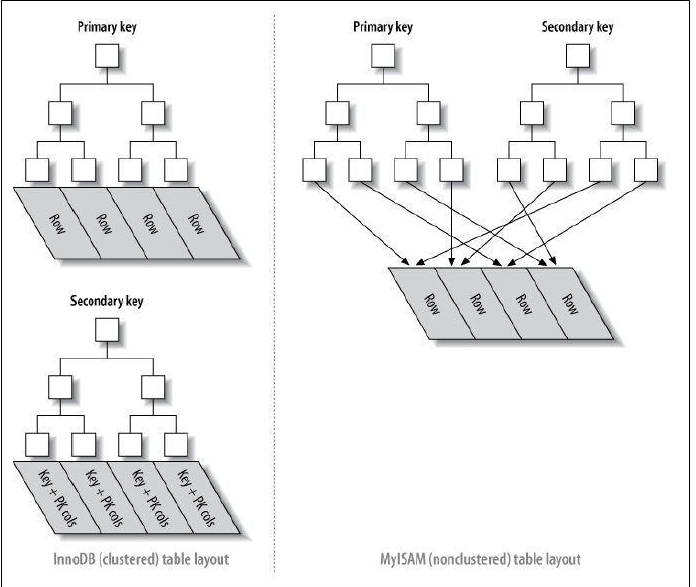 Primary key
Row
Row
Row
Row
Secondary key
Key + PK cols
Key + PK cols
Key + PK cols
Key + PK cols
InnoDB (clustered) table layout
Primary key
Secondary key
Row
Row
Row
Row
MyISAM (nonclustered) table layout